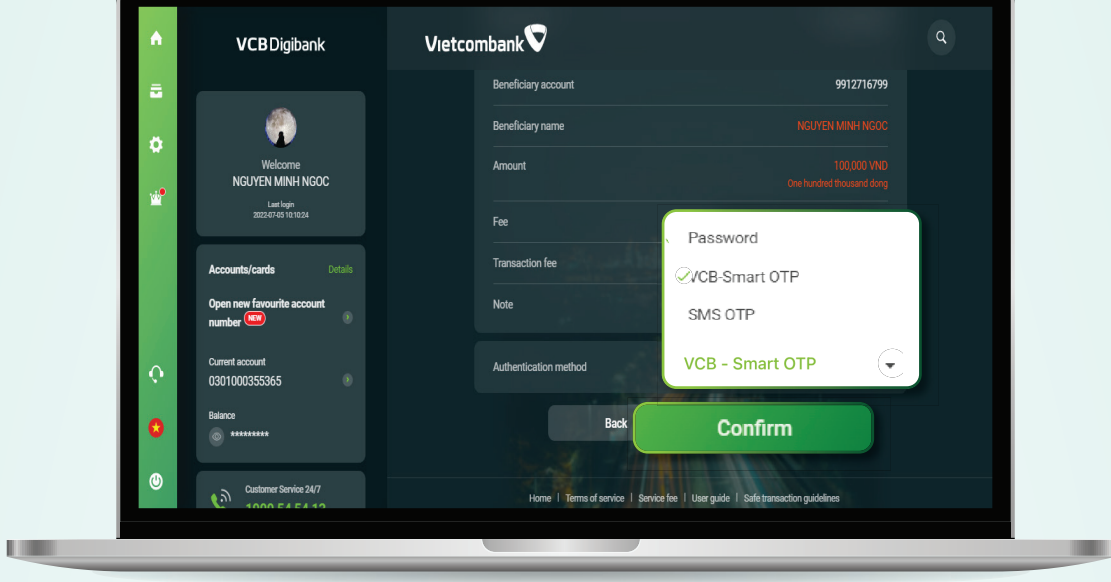 VCB Digibank
Vietcombank
Welcome
NGUYEN MINH NGOC
Last login
2022-07-05 10:10:24
Accounts/cards Details
Open new favourite account
number NEW
Current account
0301000355365
Balance
*********
Customer Service 24/7
1900 54 54 13
Beneficiary account 9912716799
Beneficiary name NGUYEN MINH NGOC
Amount 100,000 VND
One hundred thousand dong
Fee
Transaction fee
Note
Authentication method
Password
VCB-Smart OTP
SMS OTP
VCB - Smart OTP
Back
Confirm
Home | Terms of service | Service fee | User guide | Safe transaction guidelines